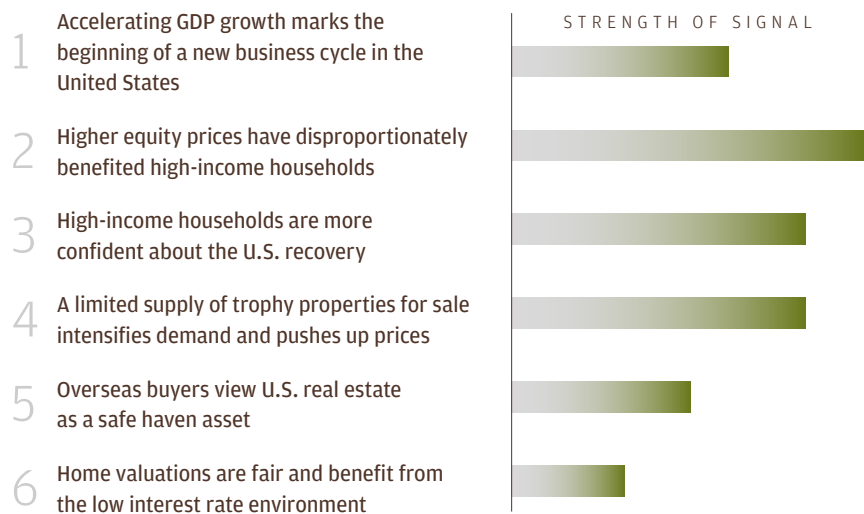 STRENGTH OF SIGNAL
1
Accelerating GDP growth marks the
beginning of a new business cycle in the
United States
2
Higher equity prices have disproportionately
benefited high-income households
3
High-income households are more
confident about the U.S. recovery
4
A limited supply of trophy properties for sale
intensifies demand and pushes up prices
5
Overseas buyers view U.S. real estate
as a safe haven asset
6
Home valuations are fair and benefit from
the low interest rate environment